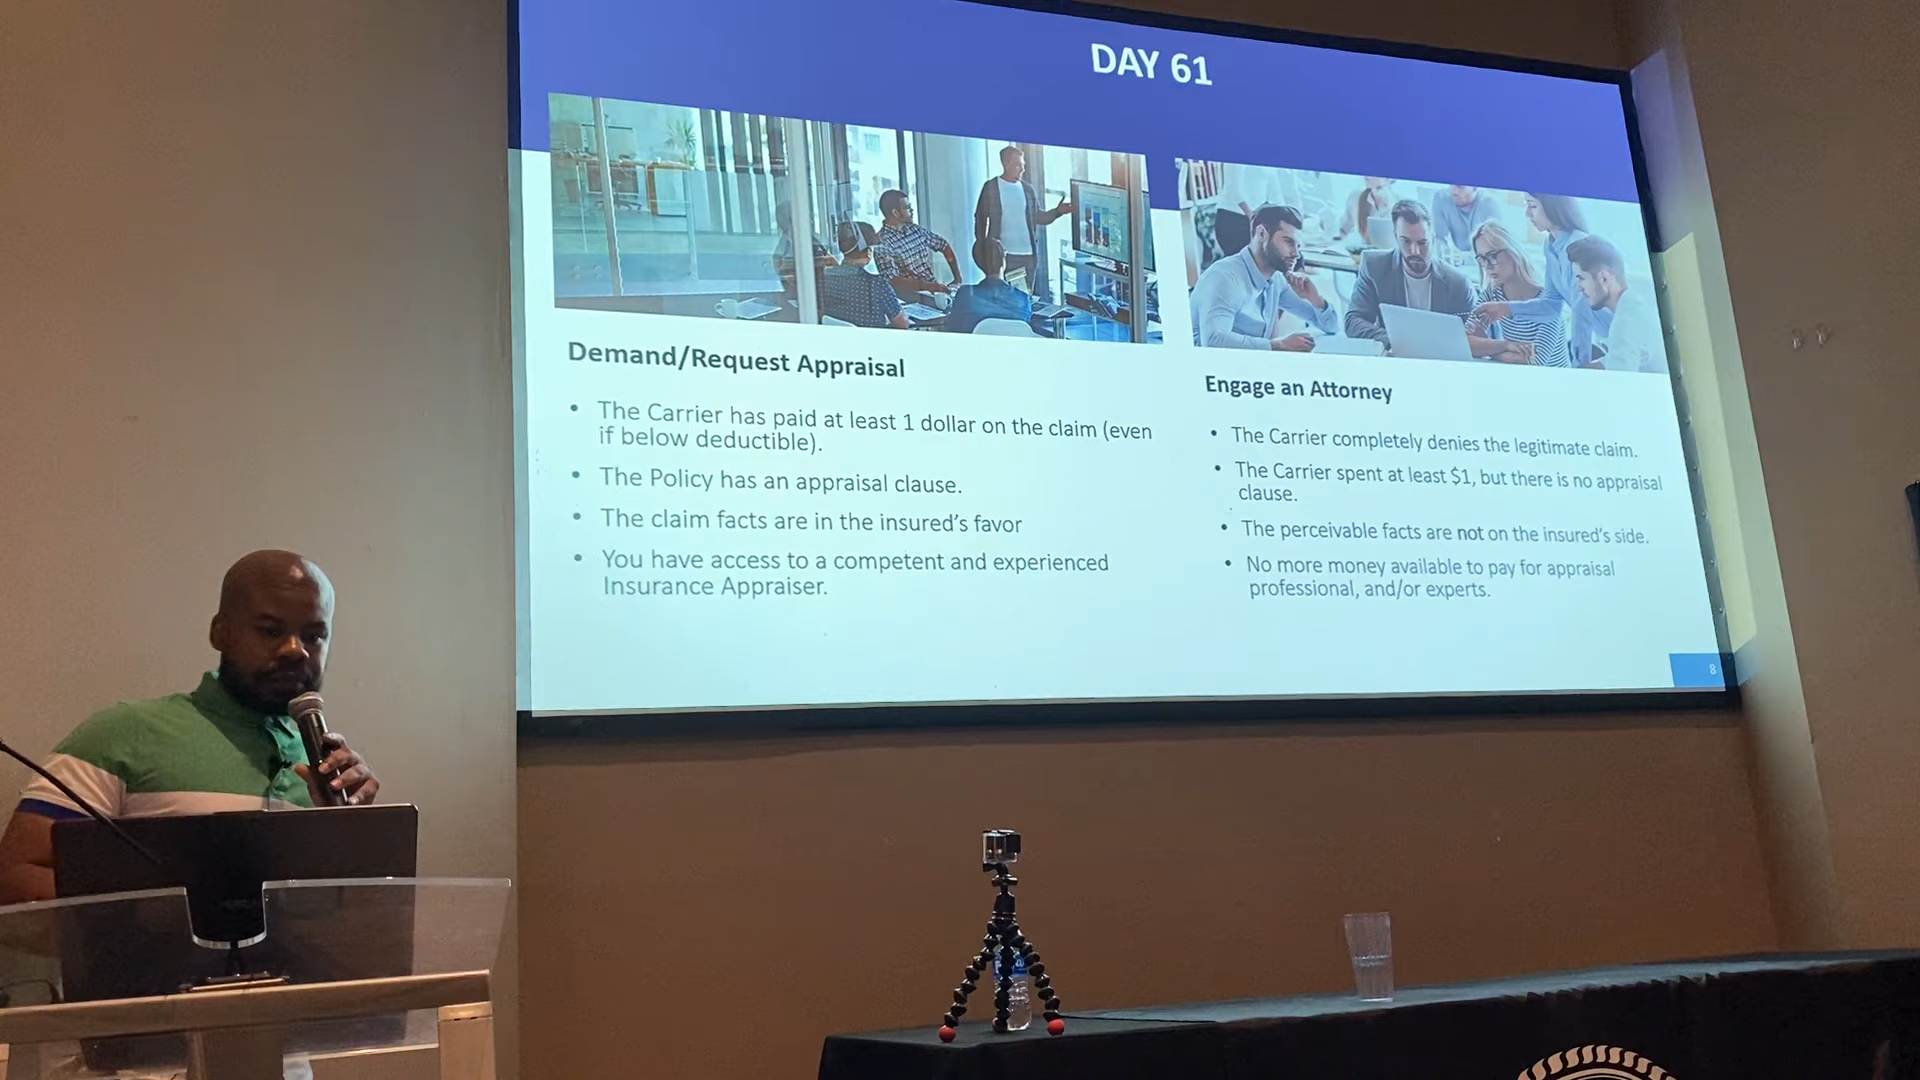 DAY 61
Demand/Request Appraisal
• The Carrier has paid at least 1 dollar on the claim (even
if below deductible).
• The Policy has an appraisal clause.
• The claim facts are in the insured's favor
• You have access to a competent and experienced
Insurance Appraiser.
Engage an Attorney
• The Carrier completely denies the legitimate claim.
• The Carrier spent at least $1, but there is no appraisal
clause.
• The perceivable facts are not on the insured's side.
• No more money available to pay for appraisal
professional, and/or experts.
8